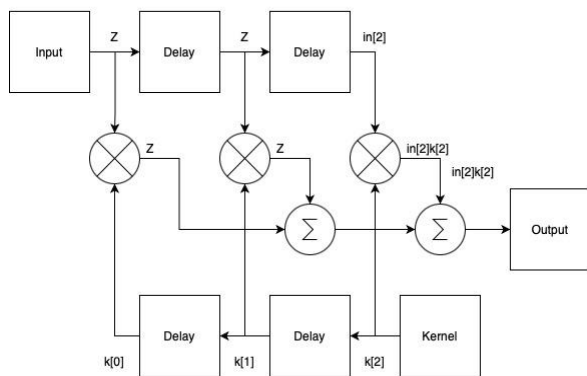 Z
Z
in[2]
Input
Delay
Delay
Z
Z
in[2]k[2]
in[2]k[2]
Σ
Σ
Output
Delay
Delay
Kernel
k[0]
k[1]
k[2]